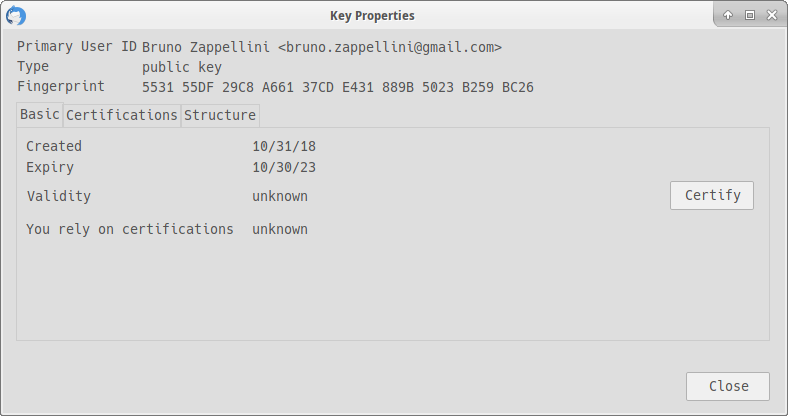 Key Properties
Primary User ID Bruno Zappellini <bruno.zappellini@gmail.com>
Type public key
Fingerprint 5531 55DF 29C8 A661 37CD E431 889B 5023 B259 BC26
Basic Certifications Structure
Created 10/31/18
Expiry 10/30/23
Validity unknown Certify
You rely on certifications unknown
Close